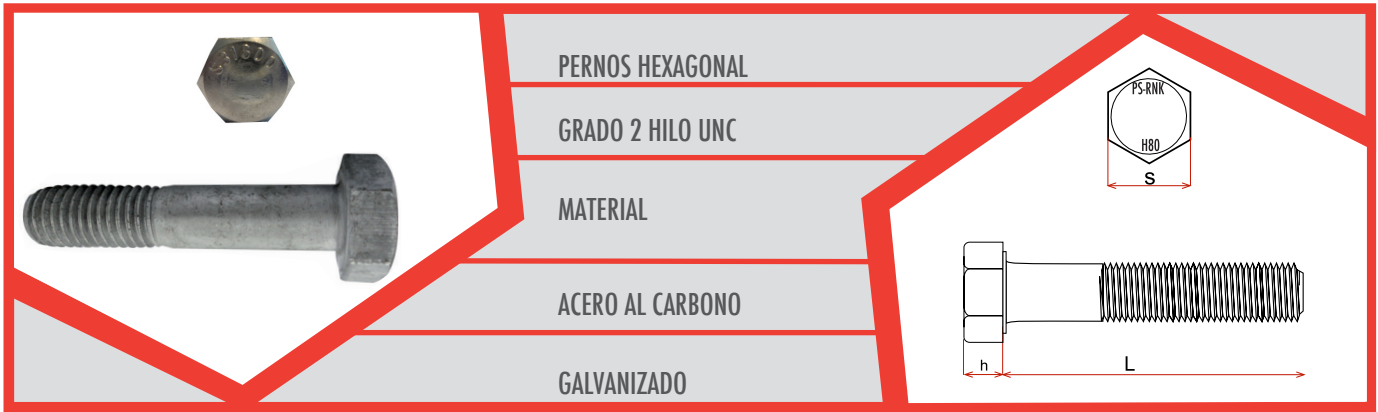 PERNOS HEXAGONAL
GRADO 2 HILO UNC
MATERIAL
ACERO AL CARBONO
GALVANIZADO
PS-RNK
H80
S
h
L